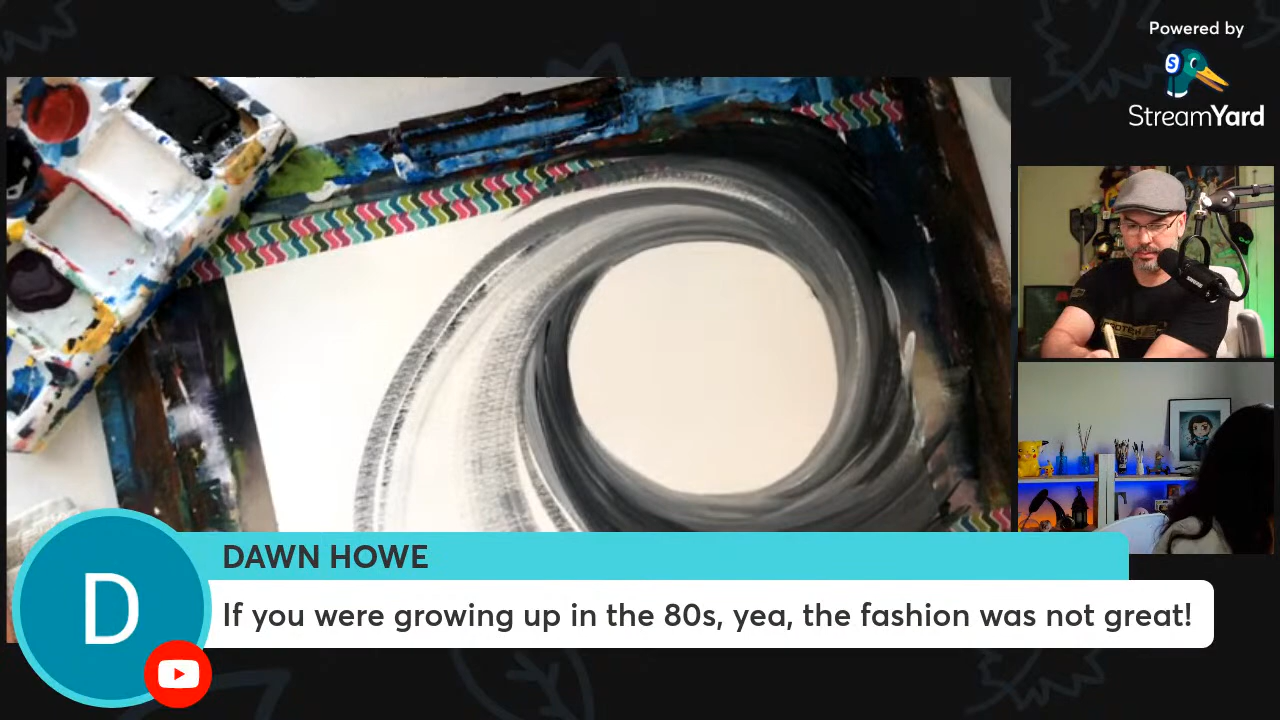 Powered by
StreamYard
DAWN HOWE
If you were growing up in the 80s, yea, the fashion was not great!
D
S